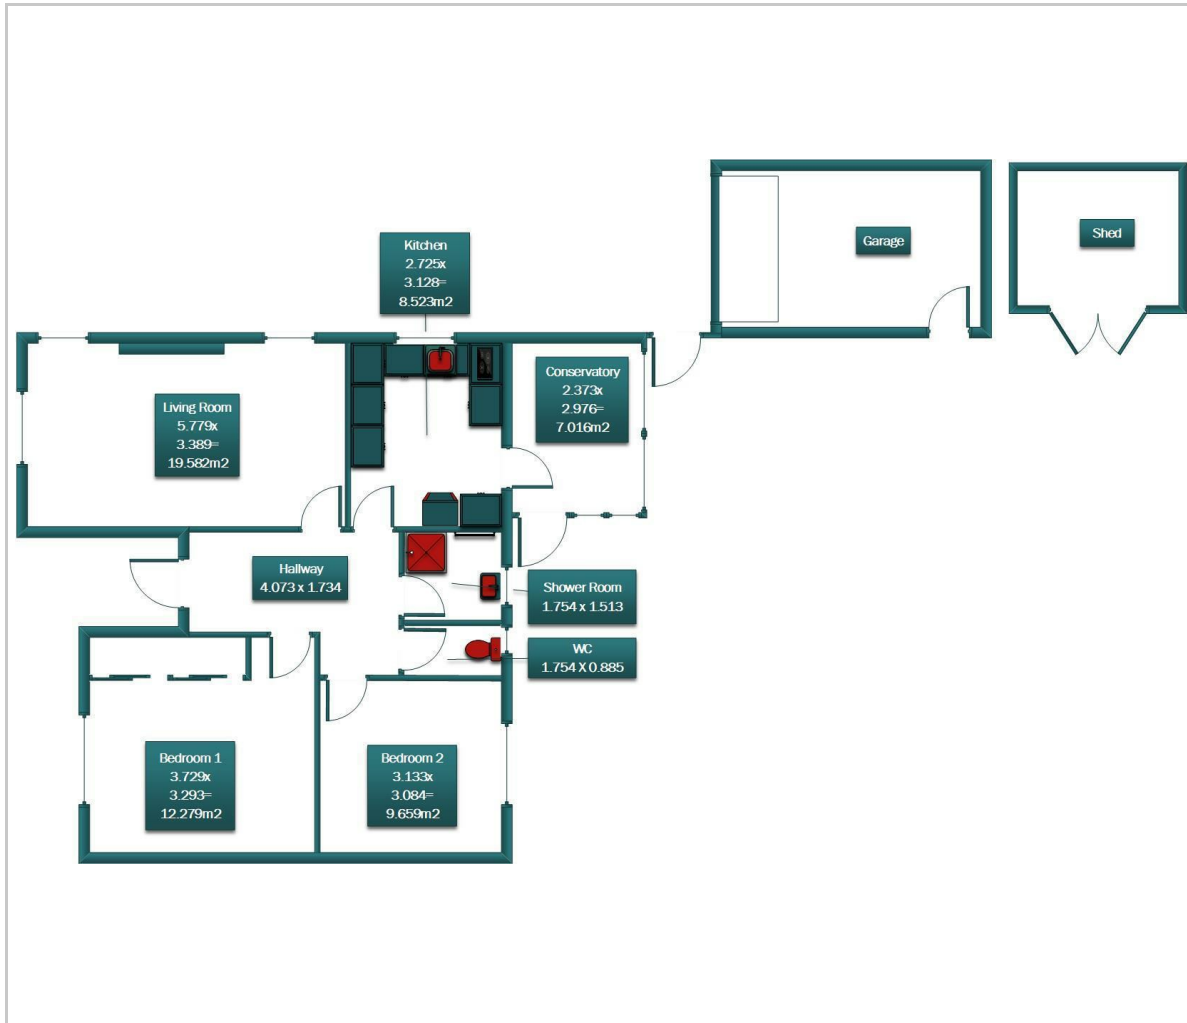 Kitchen
2.725x
3.128=
8.523m2
Garage
Shed
Living Room
5.779x
3.389=
19.582m2
Conservatory
2.373x
2.976=
7.016m2
Hallway
4.073 x 1.734
Shower Room
1.754 x 1.513
WC
1.754 X 0.885
Bedroom 1
3.729x
3.293=
12.279m2
Bedroom 2
3.133x
3.084=
9.659m2